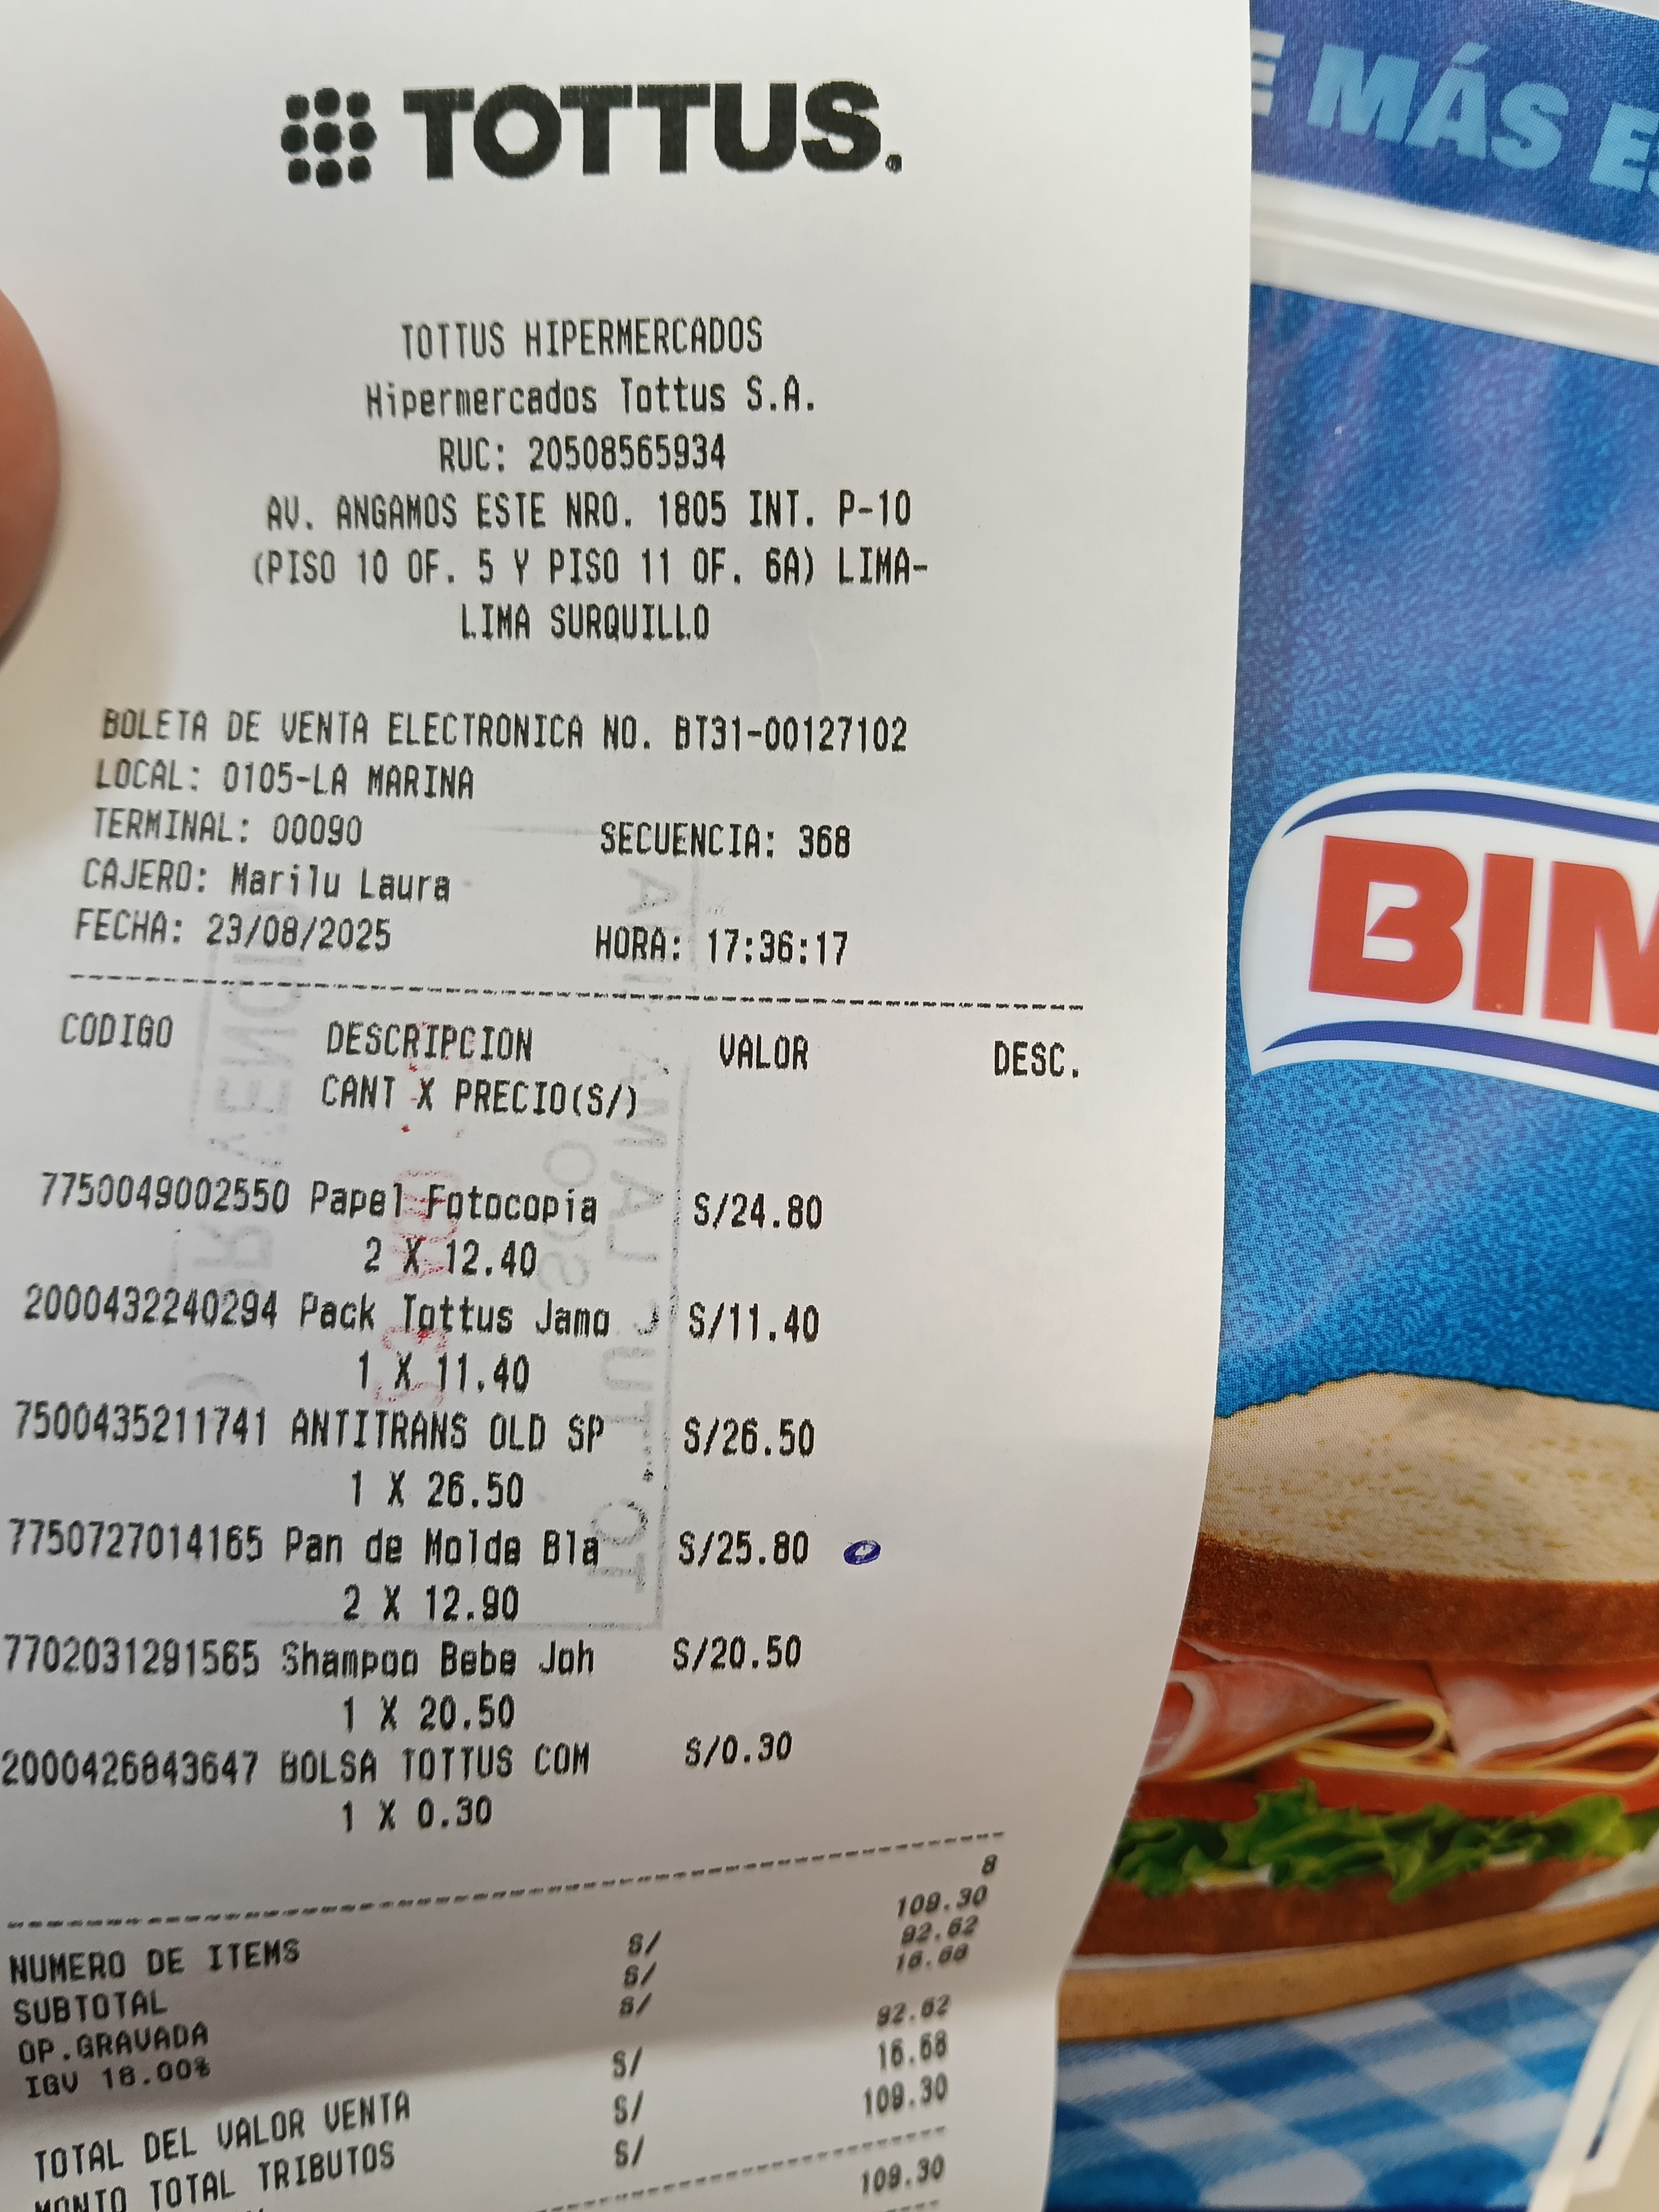 TOTTUS.
TOTTUS HIPERMERCADOS
Hipermercados Tottus S.A.
RUC: 20508565934
AV. ANGAMOS ESTE NRO. 1805 INT. P-10
(PISO 10 OF. 5 Y PISO 11 OF. 6A) LIMA-
LIMA SURQUILLO
BOLETA DE VENTA ELECTRONICA NO. BT31-00127102
LOCAL: 0105-LA MARINA
TERMINAL: 00090 SECUENCIA: 368
CAJERO: Marilu Laura
FECHA: 23/08/2025 HORA: 17:36:17
CODIGO DESCRIPCION VALOR DESC.
CANT X PRECIO(S/)
7750049002550 Papel Fotocopia S/24.80
2 X 12.40
2000432240294 Pack Tottus Jamo S/11.40
1 X 11.40
7500435211741 ANTITRANS OLD SP S/26.50
1 X 26.50
7750727014165 Pan de Molde Bla S/25.80
2 X 12.90
7702031291565 Shampoo Bebe Joh S/20.50
1 X 20.50
2000426843647 BOLSA TOTTUS COM S/0.30
1 X 0.30
NUMERO DE ITEMS 8
SUBTOTAL S/ 109.30
OP.GRAVADA S/ 92.62
IGV 18.00% S/ 16.68
TOTAL DEL VALOR VENTA S/ 92.62
MONTO TOTAL TRIBUTOS S/ 16.68
S/ 109.30
109.30
E MÁS ES
BIM